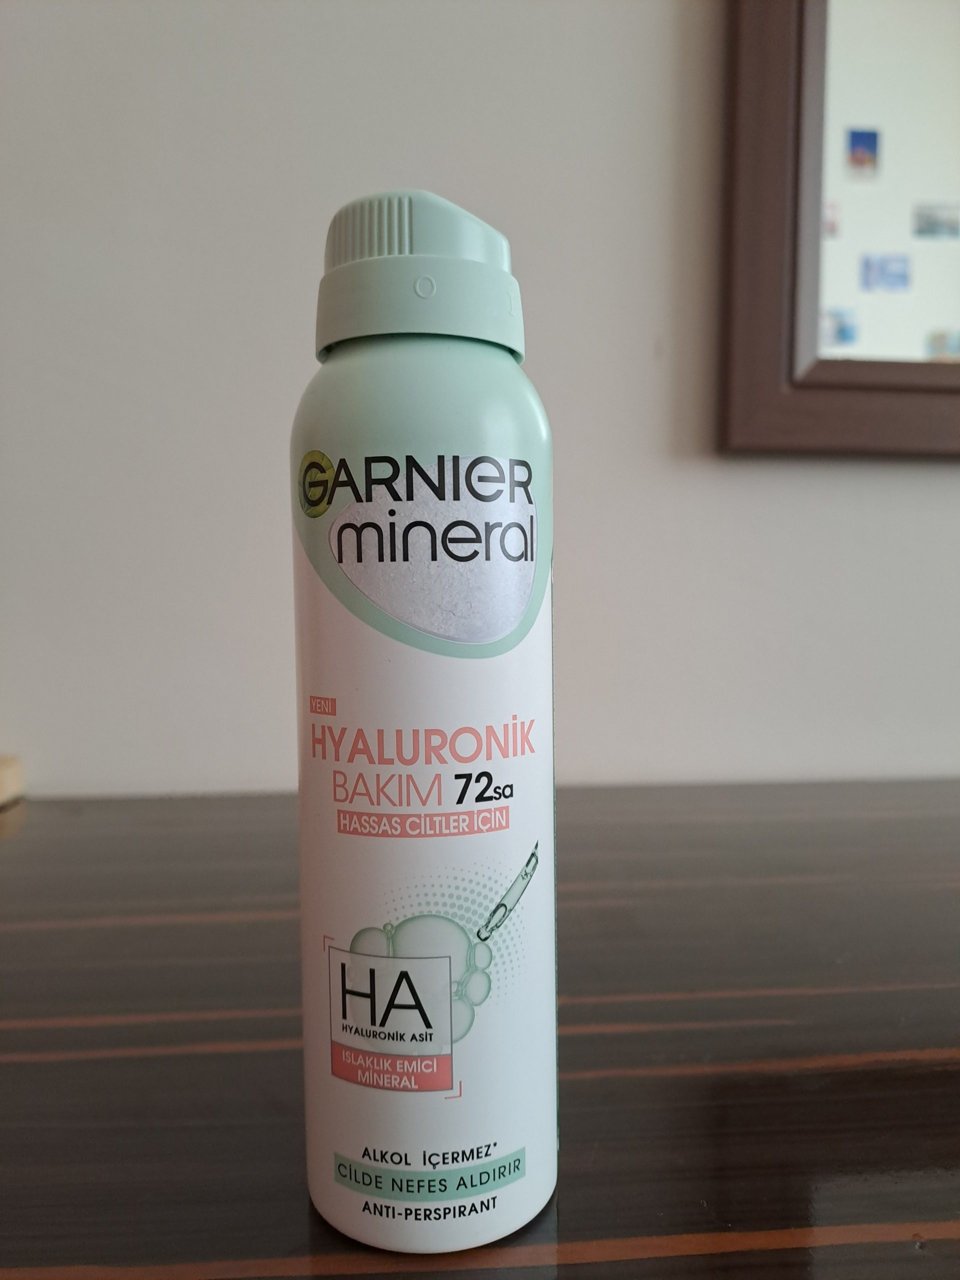 O
GARNIER
mineral
YENİ
HYALURONİK
BAKIM 72sa
HASSAS CİLTLER İÇİN
HA
HYALURONİK ASİT
ISLAKLIK EMİCİ
MİNERAL
ALKOL İÇERMEZ*
CİLDE NEFES ALDIRIR
ANTI-PERSPIRANT